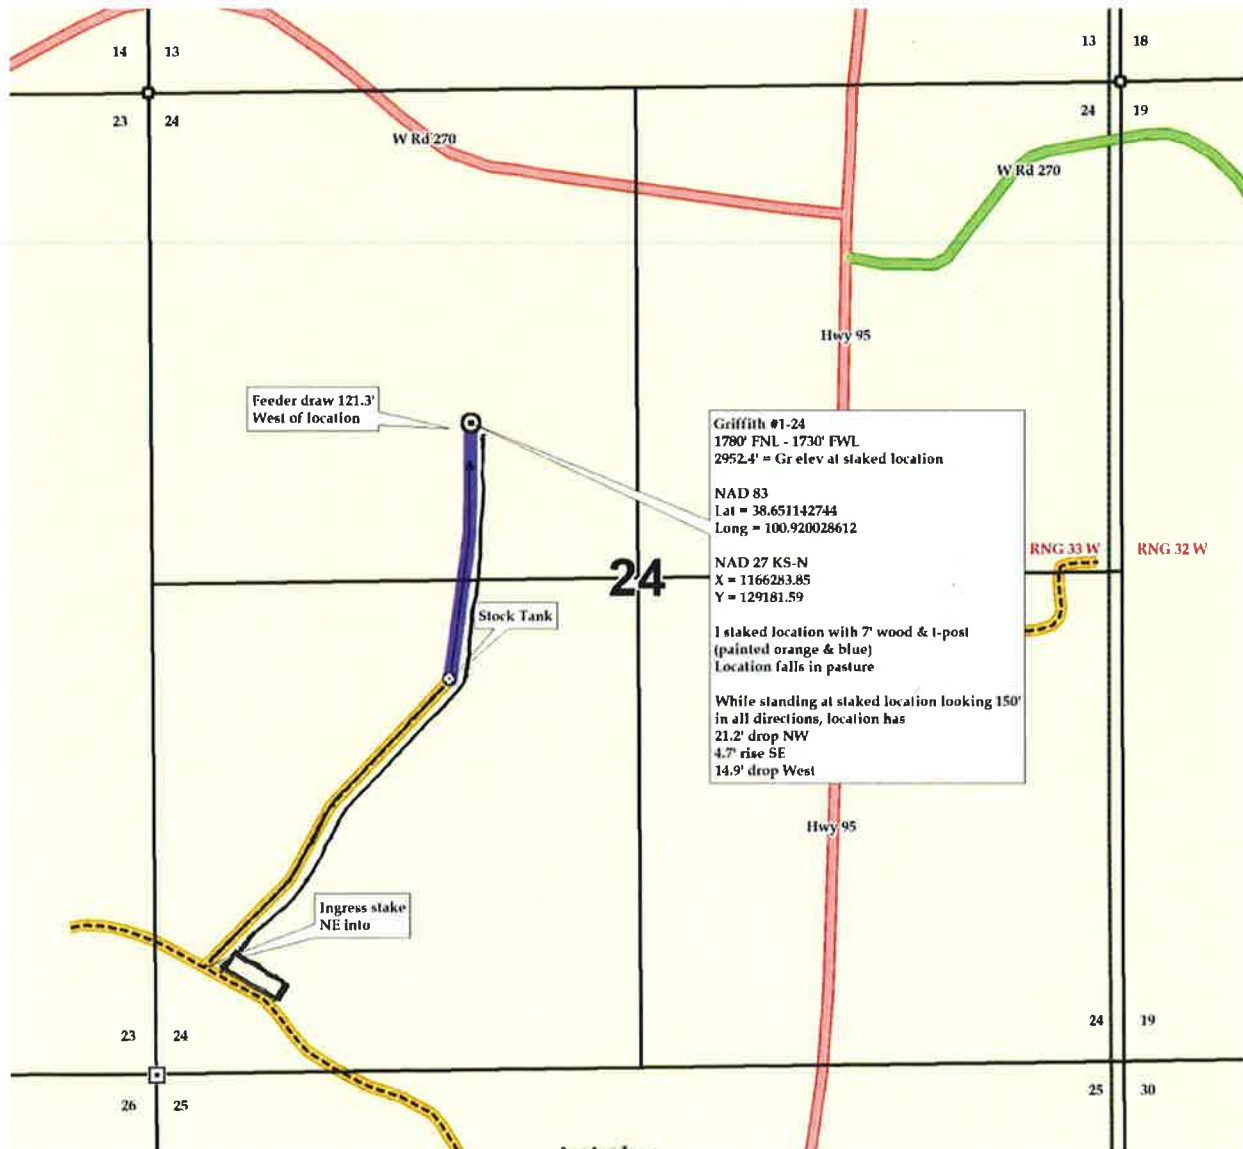 14 13
13 18
23 24
24 19
W Rd 270
W Rd 270
Hwy 95
Feeder draw 121.3'
West of location
Griffith #1-24
1780' FNL - 1730' FWL
2952.4' = Gr elev at staked location
NAD 83
Lat = 38.651142744
Long = 100.920028612
NAD 27 KS-N
X = 1166283.85
Y = 129181.59
I staked location with 7' wood & t-post
(painted orange & blue)
Location falls in pasture
While standing at staked location looking 150'
in all directions, location has
21.2' drop NW
4.7' rise SE
14.9' drop West
RNG 33 W
RNG 32 W
24
Stock Tank
Hwy 95
Ingress stake
NE into
23 24
24 19
26 25
25 30